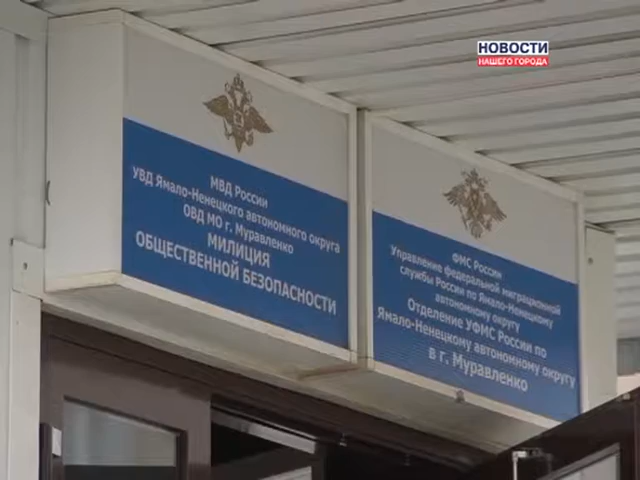 НОВОСТИ
НАШЕГО ГОРОДА
МВД России
УВД Ямало-Ненецкого автономного округа
ОВД МО г. Муравленко
МИЛИЦИЯ
ОБЩЕСТВЕННОЙ БЕЗОПАСНОСТИ
ФМС России
Управление федеральной миграционной
службы России по Ямало-Ненецкому
автономному округу
Отделение УФМС России по
Ямало-Ненецкому автономному округу
в г. Муравленко